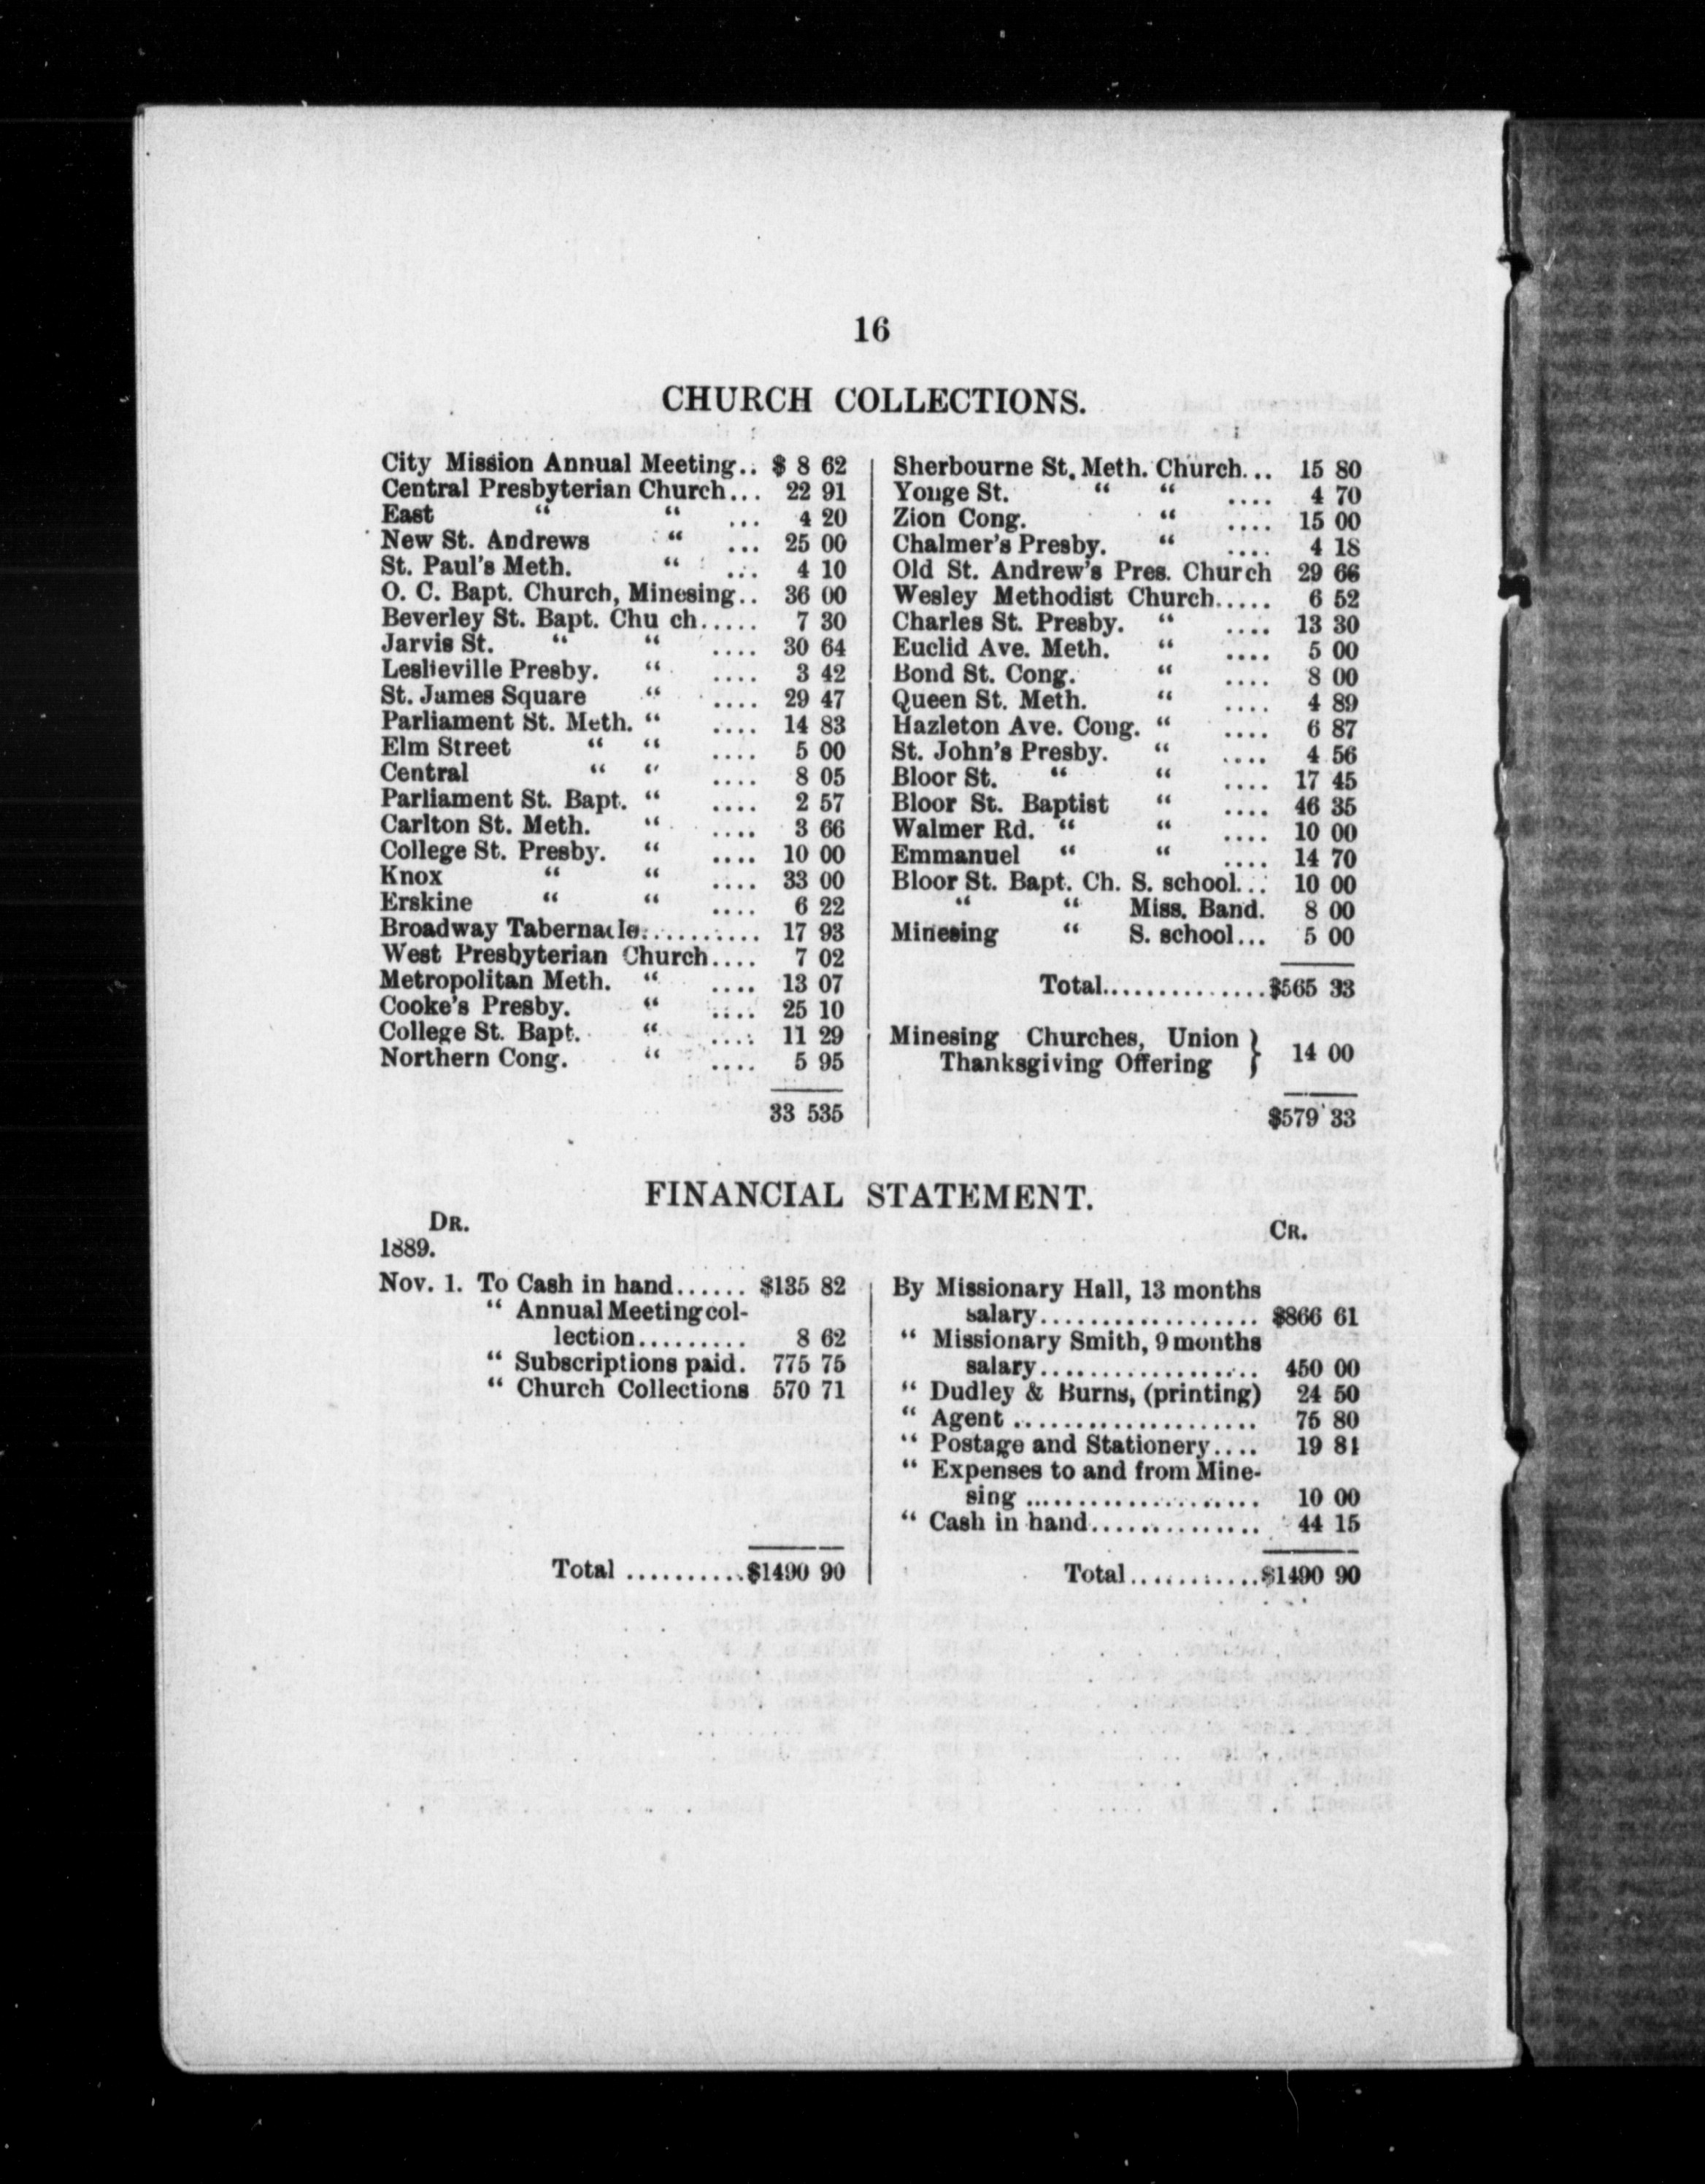 16
CHURCH COLLECTIONS.
City Mission Annual Meeting.. $ 8 62
Central Presbyterian Church... 22 91
East “ “ ... 4 20
New St. Andrews “ ... 25 00
St. Paul's Meth. “ ... 4 10
O. C. Bapt. Church, Minesing.. 36 00
Beverley St. Bapt. Chu ch..... 7 30
Jarvis St. “ “ .... 30 64
Leslieville Presby. “ .... 3 42
St. James Square “ .... 29 47
Parliament St. Meth. “ .... 14 83
Elm Street “ “ .... 5 00
Central “ “ .... 8 05
Parliament St. Bapt. “ .... 2 57
Carlton St. Meth. “ .... 3 66
College St. Presby. “ .... 10 00
Knox “ “ .... 33 00
Erskine “ “ .... 6 22
Broadway Tabernacle........... 17 93
West Presbyterian Church.... 7 02
Metropolitan Meth. “ .... 13 07
Cooke's Presby. “ .... 25 10
College St. Bapt. “ .... 11 29
Northern Cong. “ .... 5 95
33 535
Sherbourne St. Meth. Church... 15 80
Yonge St. “ “ .... 4 70
Zion Cong. “ .... 15 00
Chalmer's Presby. “ .... 4 18
Old St. Andrew's Pres. Church 29 66
Wesley Methodist Church..... 6 52
Charles St. Presby. “ .... 13 30
Euclid Ave. Meth. “ .... 5 00
Bond St. Cong. “ .... 8 00
Queen St. Meth. “ .... 4 89
Hazleton Ave. Cong. “ .... 6 87
St. John's Presby. “ .... 4 56
Bloor St. “ “ .... 17 45
Bloor St. Baptist “ .... 46 35
Walmer Rd. “ “ .... 10 00
Emmanuel “ “ .... 14 70
Bloor St. Bapt. Ch. S. school... 10 00
“ “ Miss. Band. 8 00
Minesing “ S. school... 5 00
Total...............$565 33
Minesing Churches, Union
Thanksgiving Offering } 14 00
$579 33
FINANCIAL STATEMENT.
DR.
1889.
Nov. 1. To Cash in hand...... $135 82
“ Annual Meeting col-
lection......... 8 62
“ Subscriptions paid. 775 75
“ Church Collections 570 71
Total ..........$1490 90
CR.
By Missionary Hall, 13 months
salary.................. $866 61
“ Missionary Smith, 9 months
salary.................. 450 00
“ Dudley & Burns, (printing) 24 50
“ Agent .................... 75 80
“ Postage and Stationery.... 19 81
“ Expenses to and from Mine-
sing ................... 10 00
“ Cash in hand.............. 44 15
Total............$1490 90